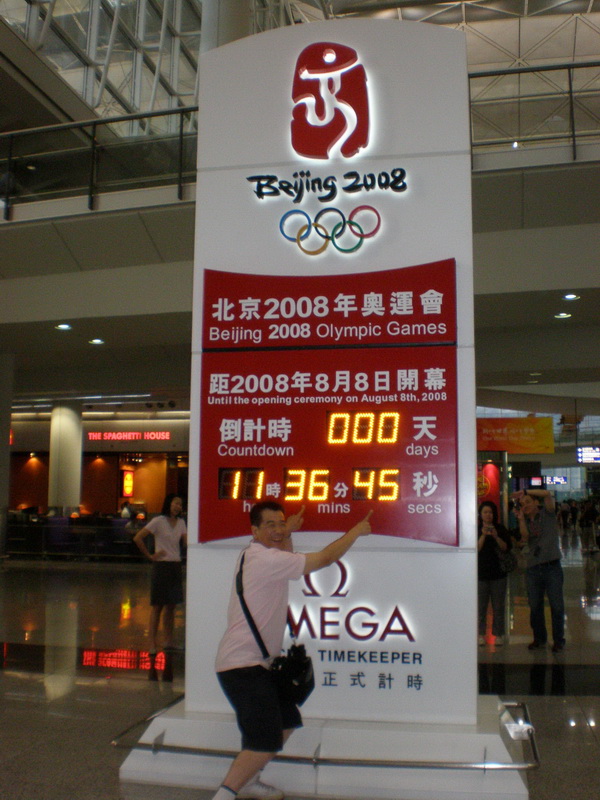 Beijing 2008
北京2008年奧運會
Beijing 2008 Olympic Games
距2008年8月8日開幕
Until the opening ceremony on August 8th, 2008
倒計時 000 天
Countdown days
11 時 36 分 45 秒
mins secs
MEGA
TIMEKEEPER
正式計時
THE SPAGHETTI HOUSE